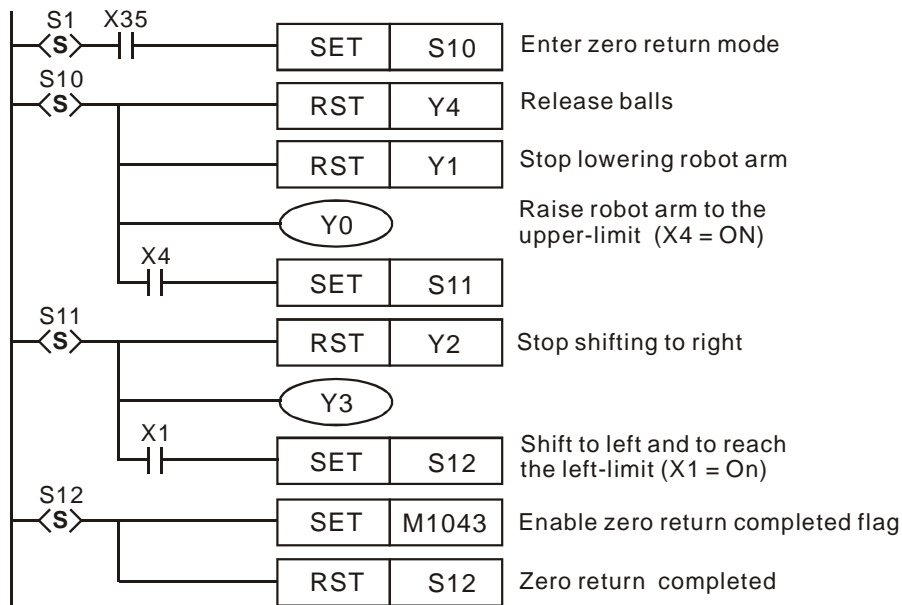 S1 X35
S SET S10 Enter zero return mode
S10
S RST Y4 Release balls
RST Y1 Stop lowering robot arm
Y0 Raise robot arm to the
upper-limit (X4 = ON)
X4
SET S11
S11
S RST Y2 Stop shifting to right
Y3
X1
SET S12 Shift to left and to reach
the left-limit (X1 = On)
S12
S SET M1043 Enable zero return completed flag
RST S12 Zero return completed